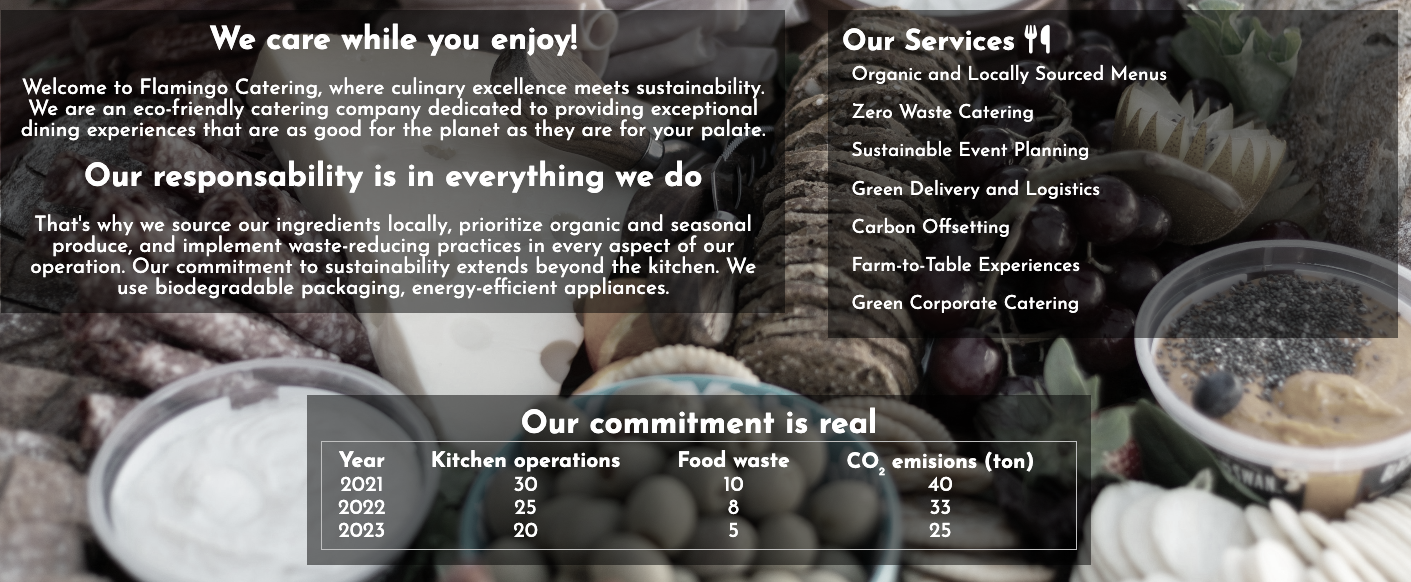 We care while you enjoy!
Welcome to Flamingo Catering, where culinary excellence meets sustainability.
We are an eco-friendly catering company dedicated to providing exceptional
dining experiences that are as good for the planet as they are for your palate.
Our responsability is in everything we do
That's why we source our ingredients locally, prioritize organic and seasonal
produce, and implement waste-reducing practices in every aspect of our
operation. Our commitment to sustainability extends beyond the kitchen. We
use biodegradable packaging, energy-efficient appliances.
Our Services
Organic and Locally Sourced Menus
Zero Waste Catering
Sustainable Event Planning
Green Delivery and Logistics
Carbon Offsetting
Farm-to-Table Experiences
Green Corporate Catering
Our commitment is real
Year Kitchen operations Food waste CO₂ emisions (ton)
2021 30 10 40
2022 25 8 33
2023 20 5 25